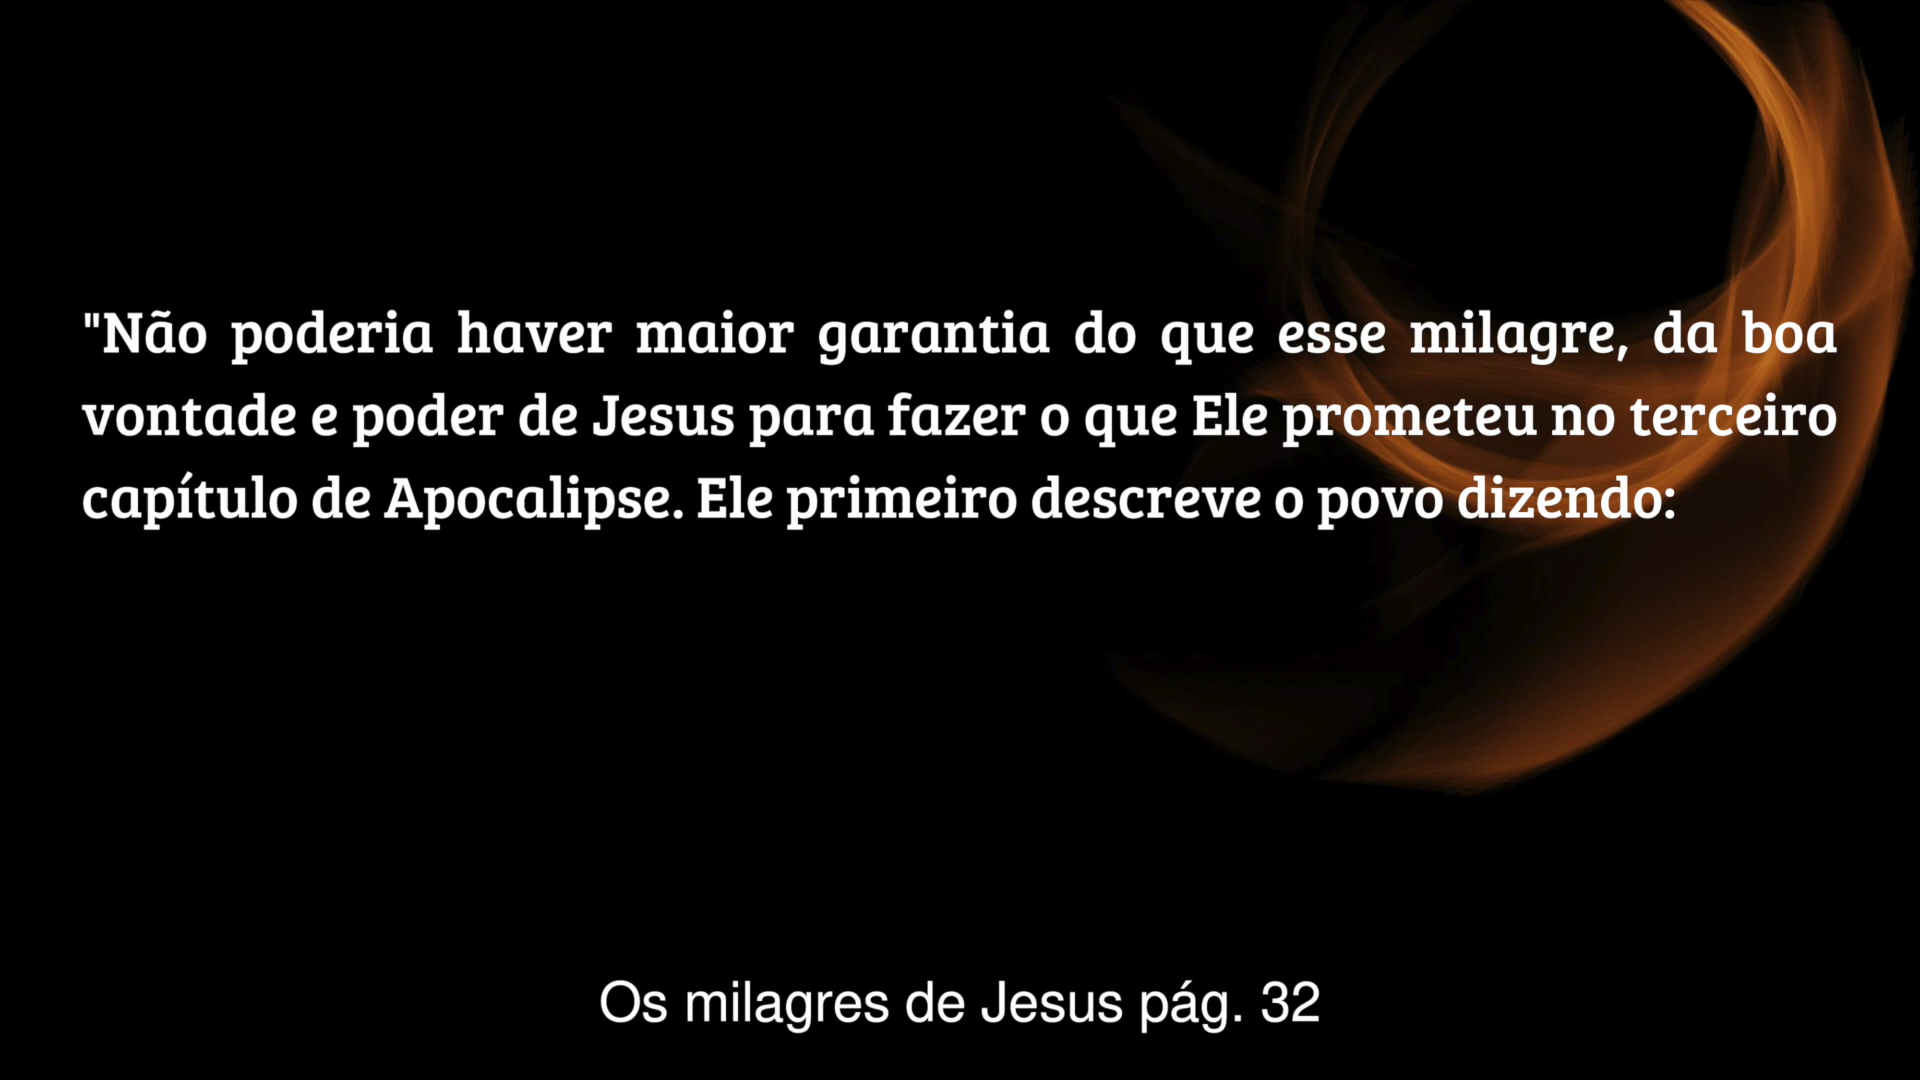 "Não poderia haver maior garantia do que esse milagre, da boa
vontade e poder de Jesus para fazer o que Ele prometeu no terceiro
capítulo de Apocalipse. Ele primeiro descreve o povo dizendo:
Os milagres de Jesus pág. 32